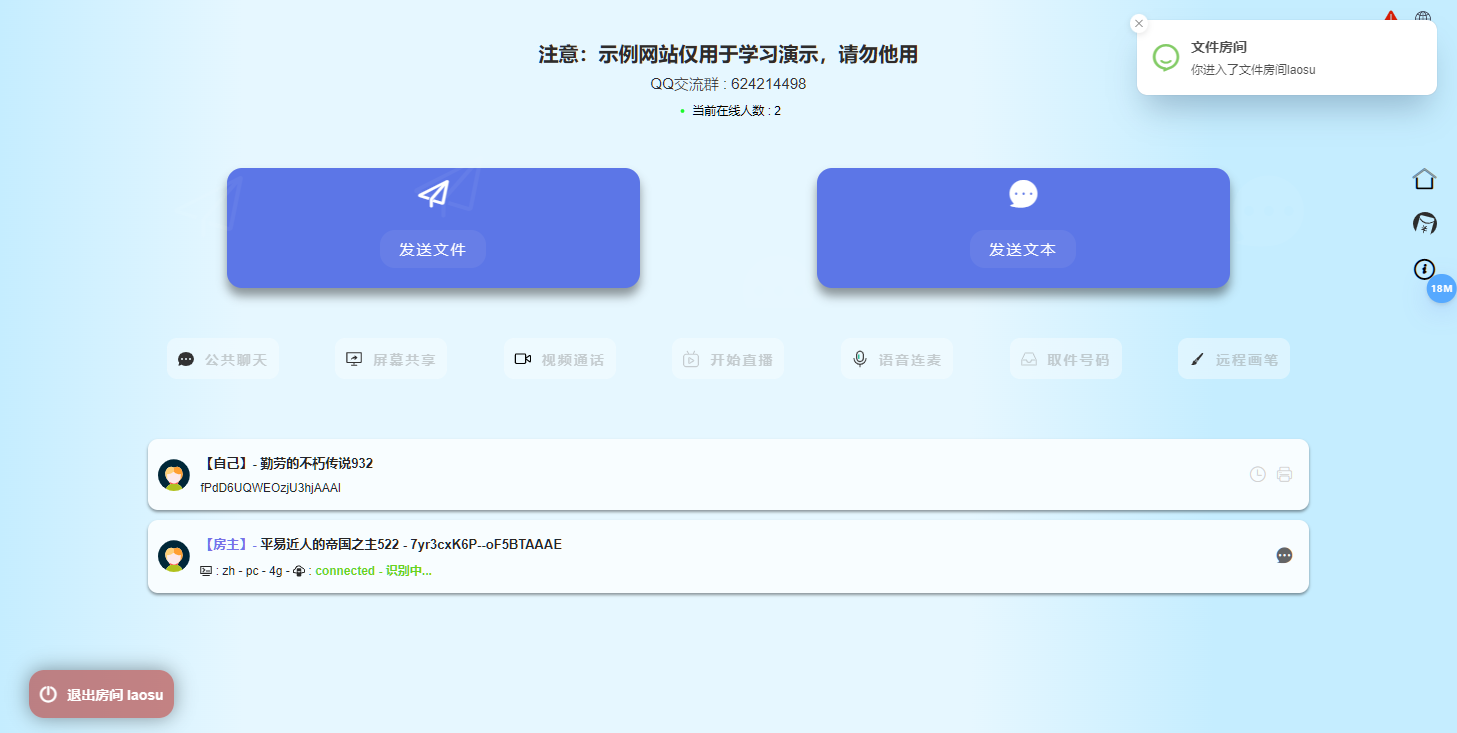 注意：示例网站仅用于学习演示，请勿他用
QQ交流群 : 624214498
当前在线人数 : 2
文件房间
你进入了文件房间laosu
发送文件
发送文本
18M
公共聊天
屏幕共享
视频通话
开始直播
语音连麦
取件号码
远程画笔
【自己】- 勤劳的不朽传说932
fPdD6UQWEOzjU3hjAAAI
【房主】- 平易近人的帝国之主522 - 7yr3cxK6P--oF5BTAAAE
: zh - pc - 4g - : connected - 识别中...
退出房间 laosu